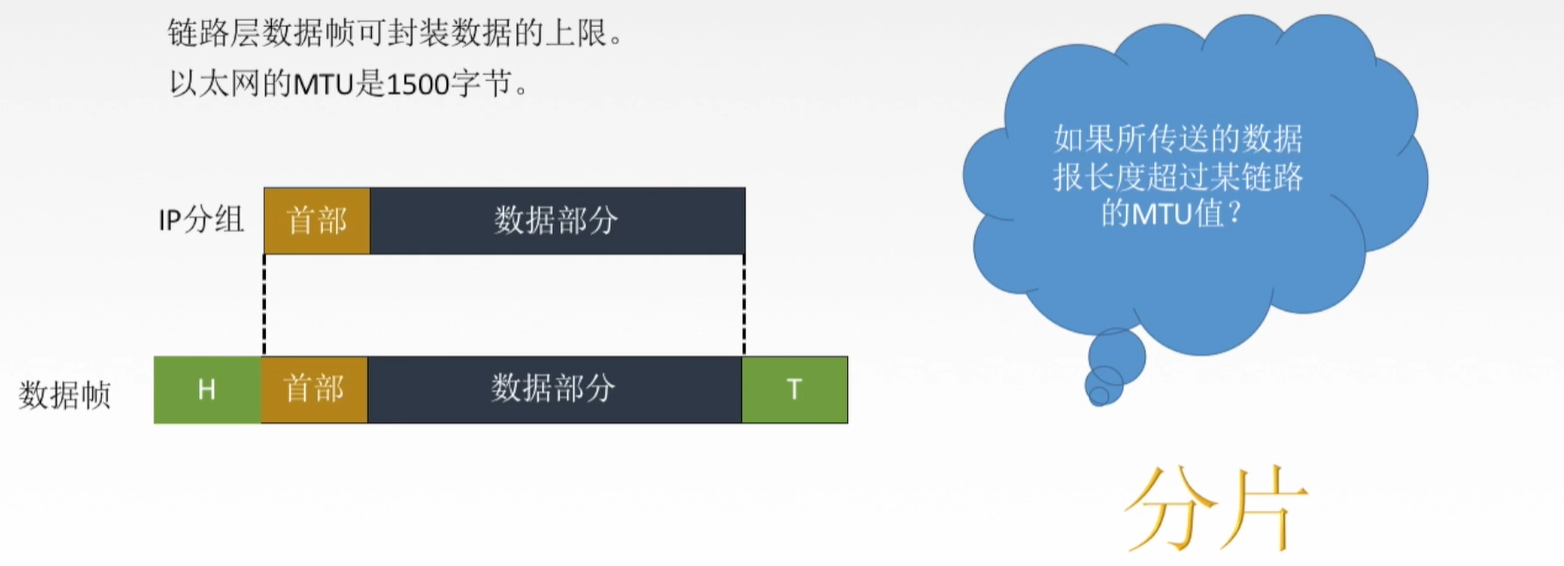 链路层数据帧可封装数据的上限。
以太网的MTU是1500字节。
如果所传送的数据
报长度超过某链路
的MTU值？
IP分组
首部
数据部分
数据帧
H
首部
数据部分
T
分片